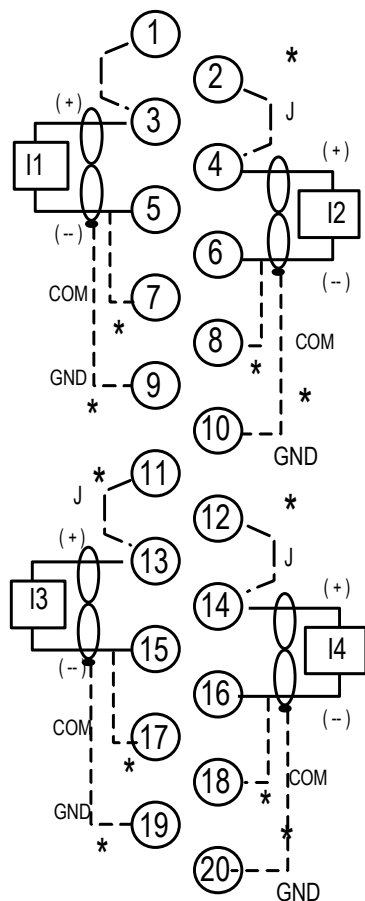 1
2
*
(+)
3
J
I1
4
(+)
5
I2
(--)
6
COM
7
(--)
*
8
COM
GND
9
*
*
*
10
GND
11
*
J
12
*
(+)
13
J
I3
14
(+)
15
I4
(--)
16
COM
17
(--)
*
18
COM
*
GND
19
*
*
20
GND